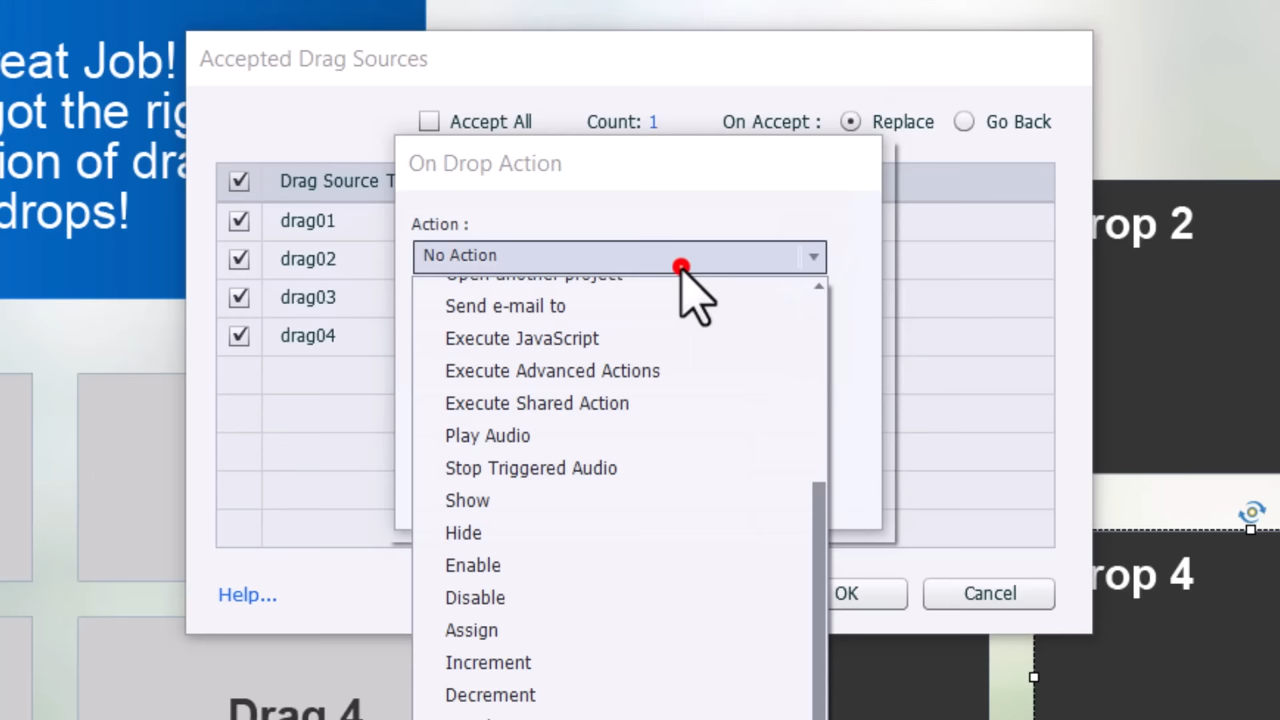 eat Job!
got the rig
ion of dra
drops!
Accepted Drag Sources
Accept All Count: 1 On Accept : Replace Go Back
Drag Source T
drag01
drag02
drag03
drag04
On Drop Action
Action :
No Action
Open another project
Send e-mail to
Execute JavaScript
Execute Advanced Actions
Execute Shared Action
Play Audio
Stop Triggered Audio
Show
Hide
Enable
Disable
Assign
Increment
Decrement
Help...
OK
Cancel
rop 2
rop 4
Drag 4